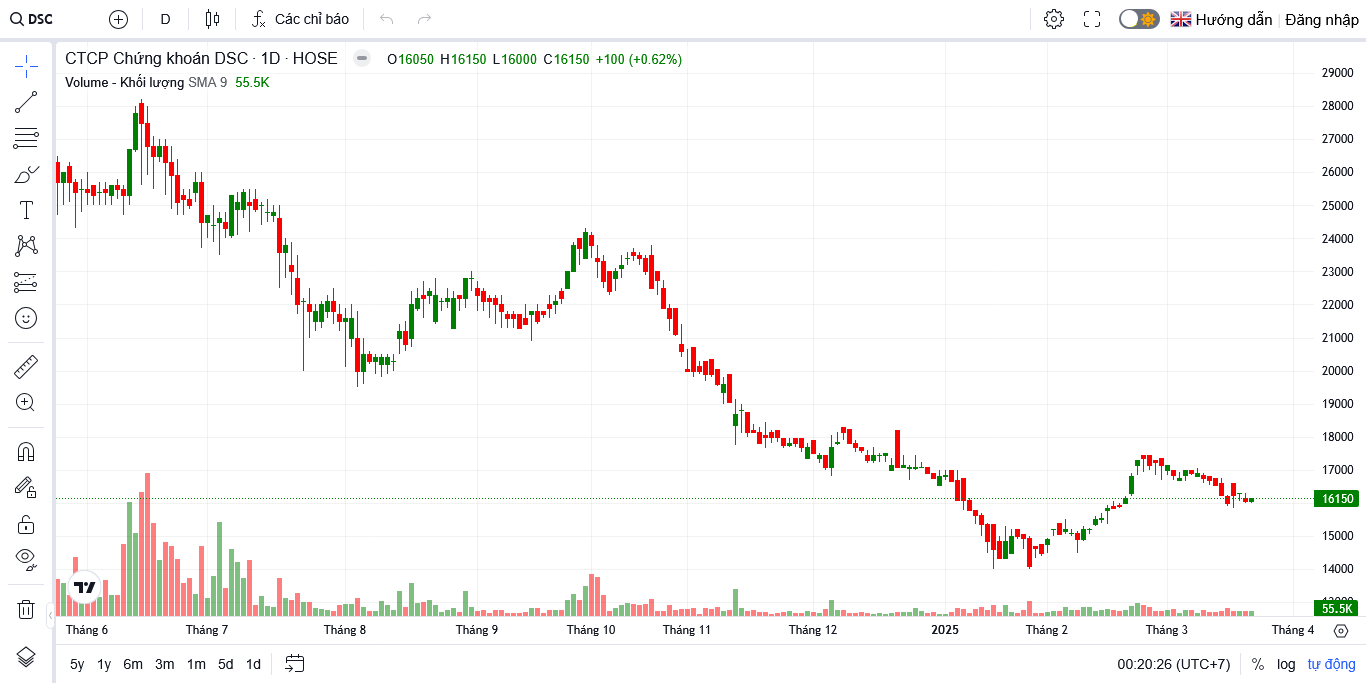 DSC D Các chỉ báo Hướng dẫn Đăng nhập
CTCP Chứng khoán DSC · 1D · HOSE O16050 H16150 L16000 C16150 +100 (+0.62%)
Volume - Khối lượng SMA 9 55.5K
29000
28000
27000
26000
25000
24000
23000
22000
21000
20000
19000
18000
17000
16150
15000
14000
55.5K
Tháng 6 Tháng 7 Tháng 8 Tháng 9 Tháng 10 Tháng 11 Tháng 12 2025 Tháng 2 Tháng 3 Tháng 4
5y 1y 6m 3m 1m 5d 1d 00:20:26 (UTC+7) % log tự động